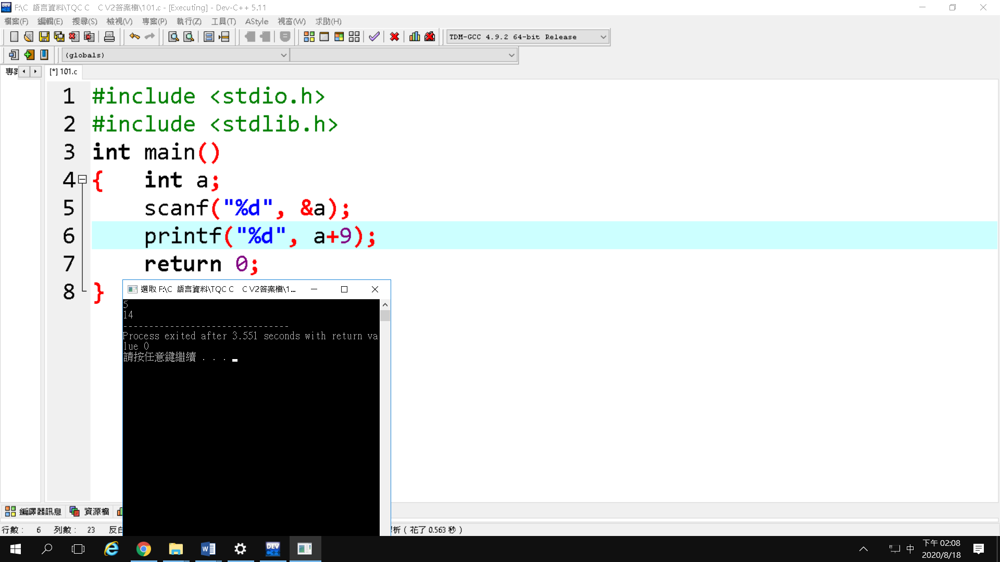 F:\C 語言資料\TQC C C V2答案檔\101.c - [Executing] - Dev-C++ 5.11
檔案(F) 編輯(E) 搜尋(S) 檢視(V) 專案(P) 執行(Z) 工具(T) AStyle 視窗(W) 求助(H)
TDM-GCC 4.9.2 64-bit Release
(globals)
[*] 101.c
1 #include <stdio.h>
2 #include <stdlib.h>
3 int main()
4 { int a;
5 scanf("%d", &a);
6 printf("%d", a+9);
7 return 0;
8 }
選取 F:\C 語言資料\TQC C C V2答案檔\1...
5
14
--------------------------------
Process exited after 3.551 seconds with return va
lue 0
請按任意鍵繼續 . . .
編譯器訊息 資源檔
行數 : 6 列數 : 23 反白 析 ( 花了 0.563 秒 )
DEV C++
中
下午 02:08
2020/8/18